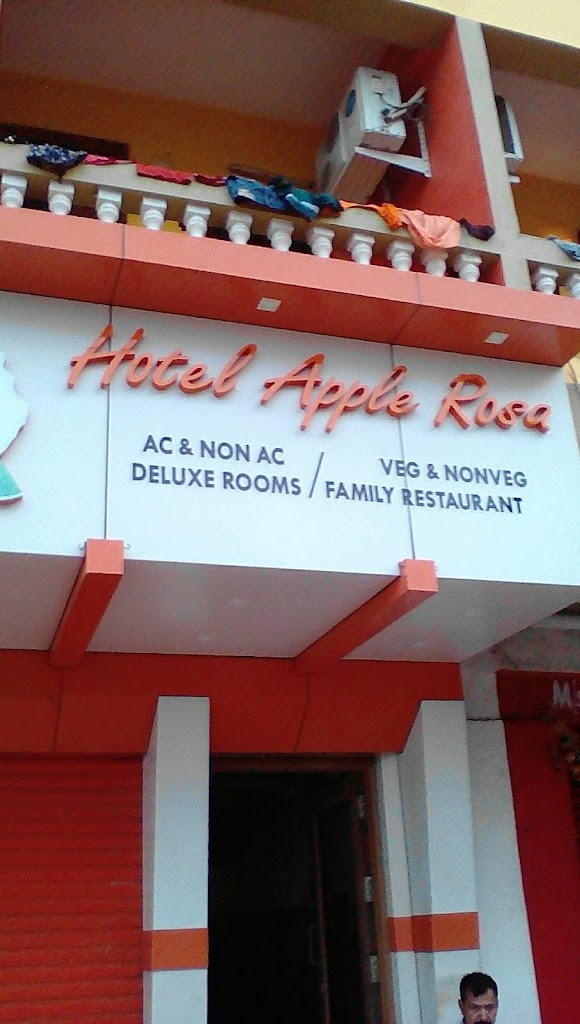 Hotel Apple Rosa
AC & NON AC
DELUXE ROOMS / 
VEG & NONVEG
FAMILY RESTAURANT